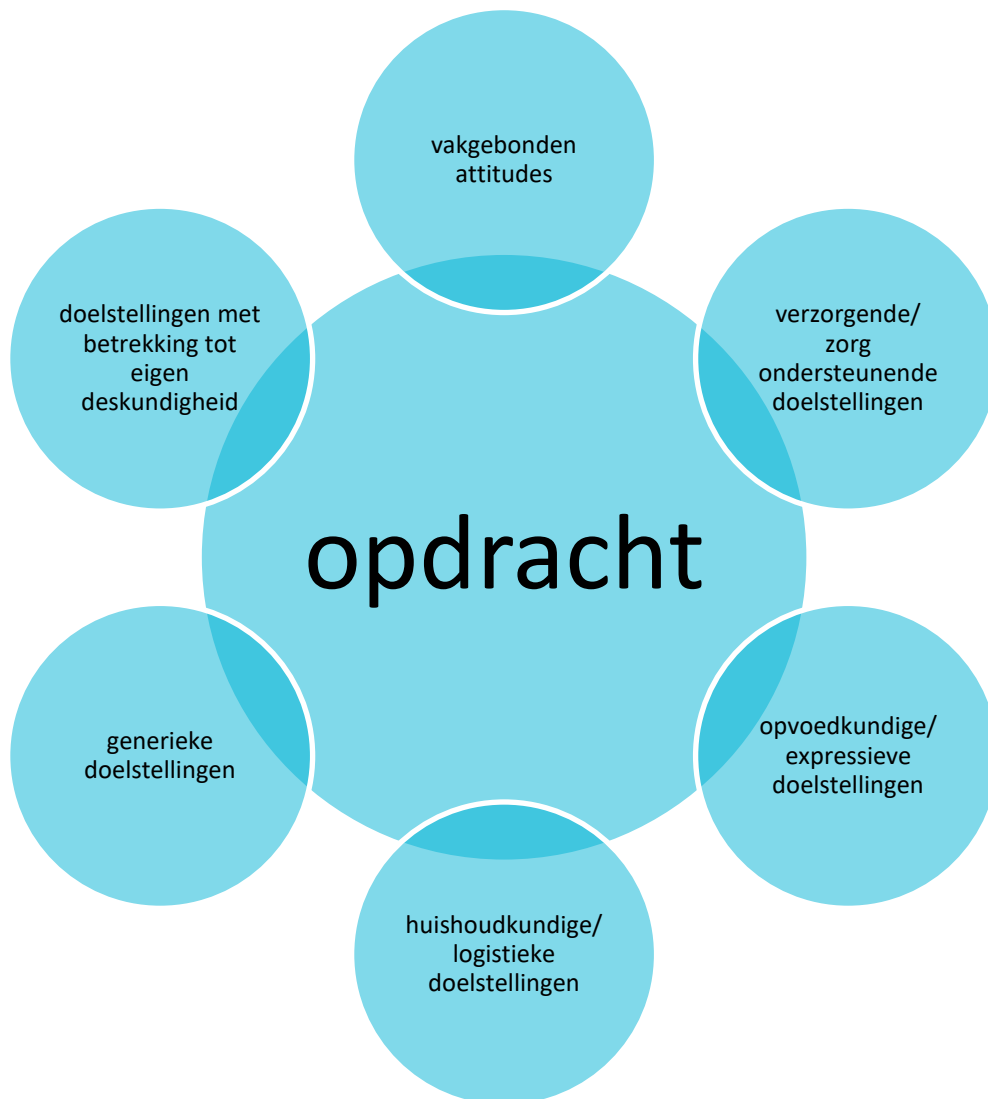 vakgebonden
attitudes
doelstellingen met
betrekking tot
eigen
deskundigheid
verzorgende/
zorg
ondersteunende
doelstellingen
opdracht
generieke
doelstellingen
opvoedkundige/
expressieve
doelstellingen
huishoudkundige/
logistieke
doelstellingen